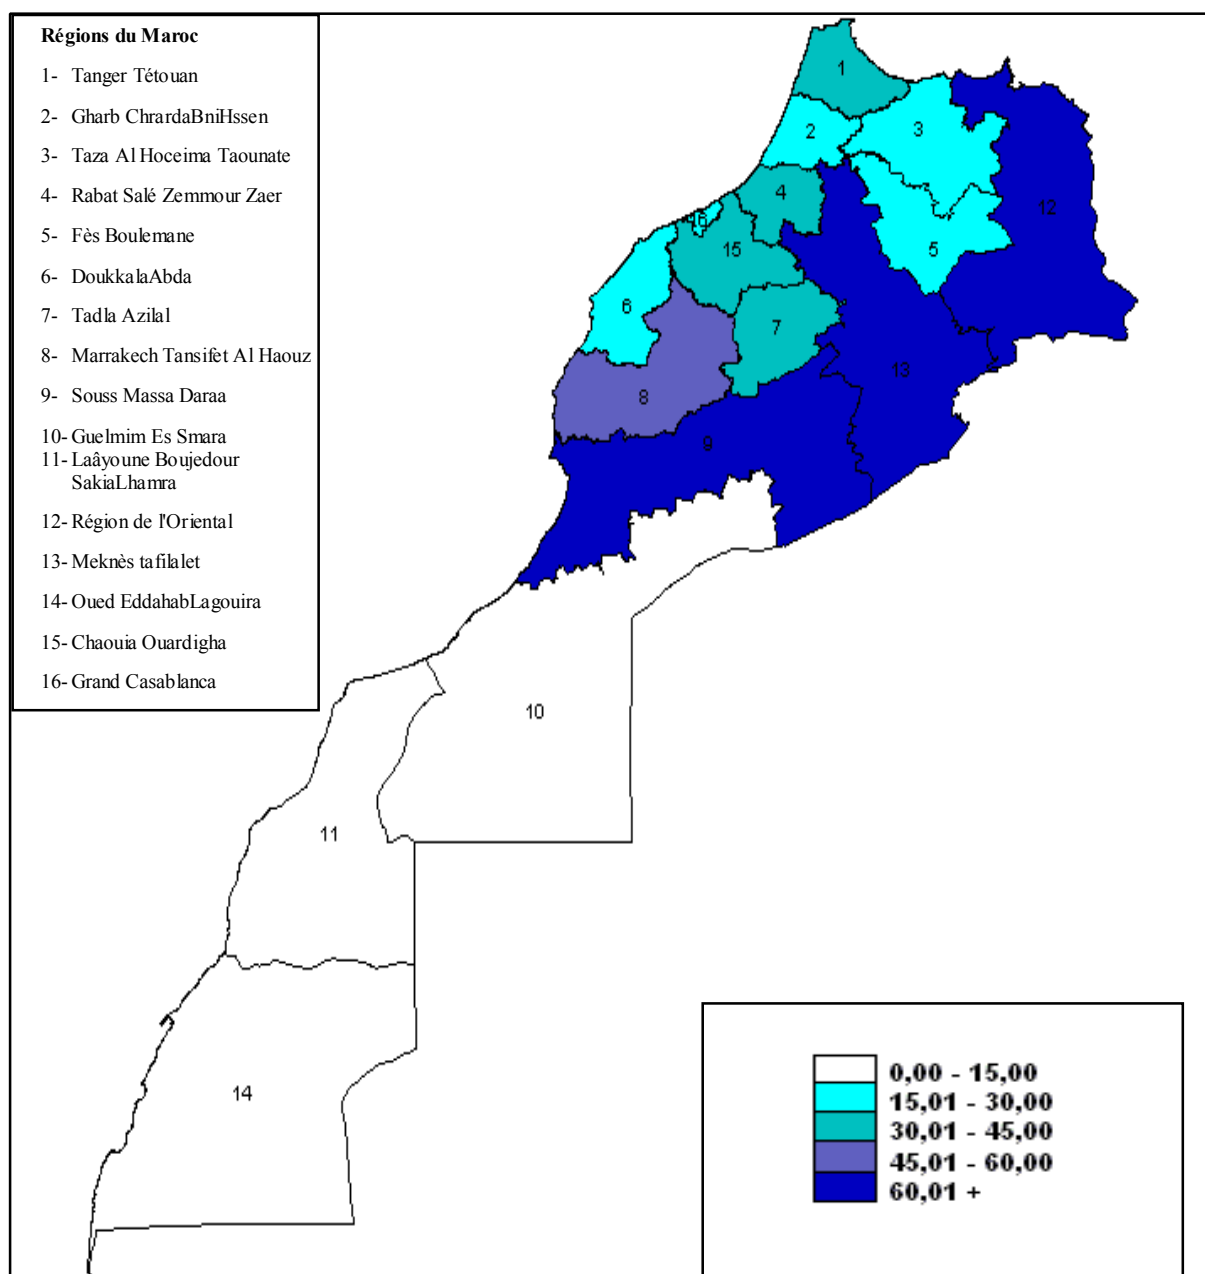 Régions du Maroc
1- Tanger Tétouan
2- Gharb ChrardaBniHssen
3- Taza Al Hoceima Taounate
4- Rabat Salé Zemmour Zaer
5- Fès Boulemane
6- DoukkalaAbda
7- Tadla Azilal
8- Marrakech Tansifet Al Haouz
9- Souss Massa Daraa
10- Guelmim Es Smara
11- Laâyoune Boujedour
SakiaLhamra
12- Région de l'Oriental
13- Meknès tafilalet
14- Oued EddahabLagouira
15- Chaouia Ouardigha
16- Grand Casablanca
1
2
3
4
12
16
15
5
6
7
13
8
9
10
11
14
0,00 - 15,00
15,01 - 30,00
30,01 - 45,00
45,01 - 60,00
60,01 +